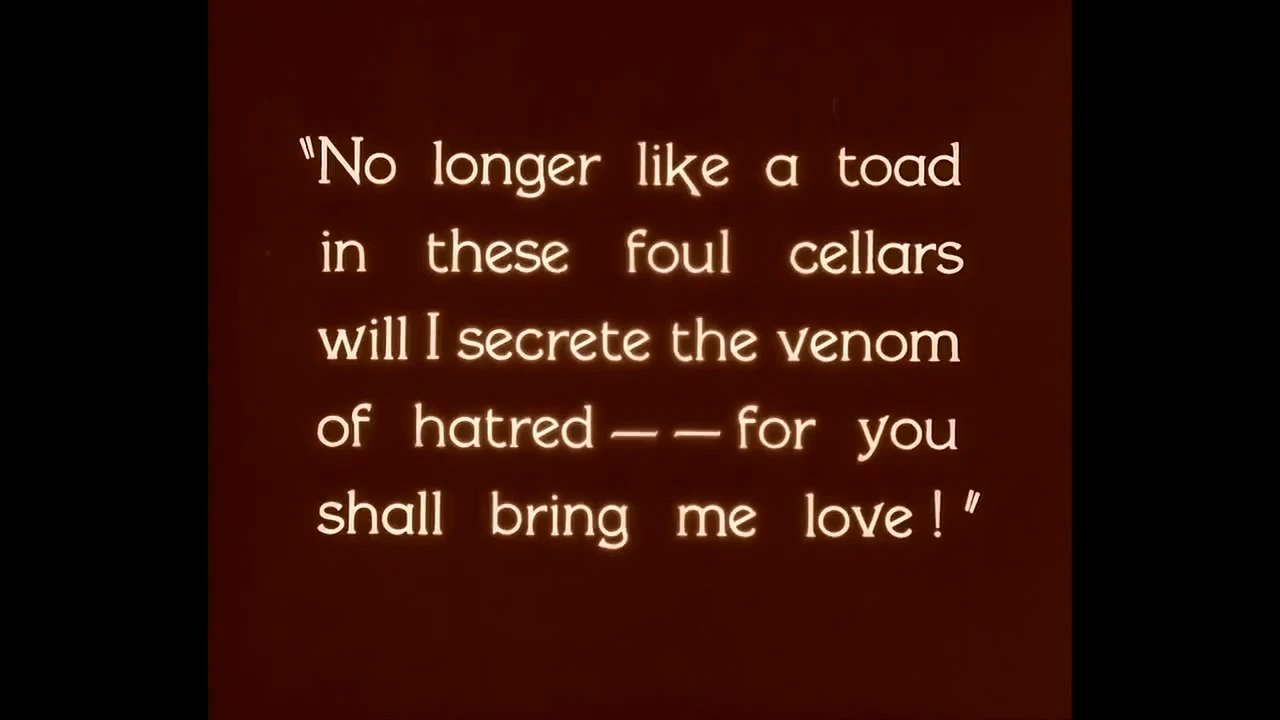 "No longer like a toad
in these foul cellars
will I secrete the venom
of hatred — — for you
shall bring me love!"